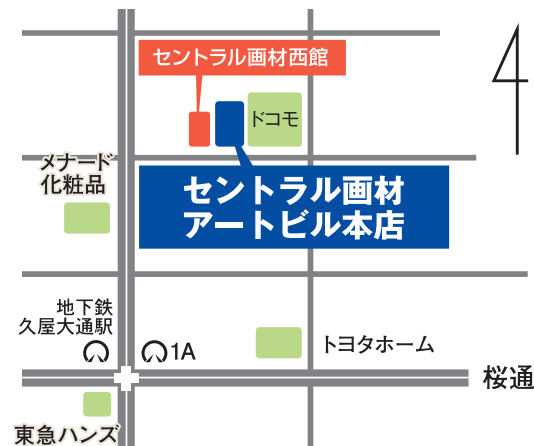 セントラル画材西館
ドコモ
メナード
化粧品
セントラル画材
アートビル本店
地下鉄
久屋大通駅
1A
トヨタホーム
桜通
東急ハンズ